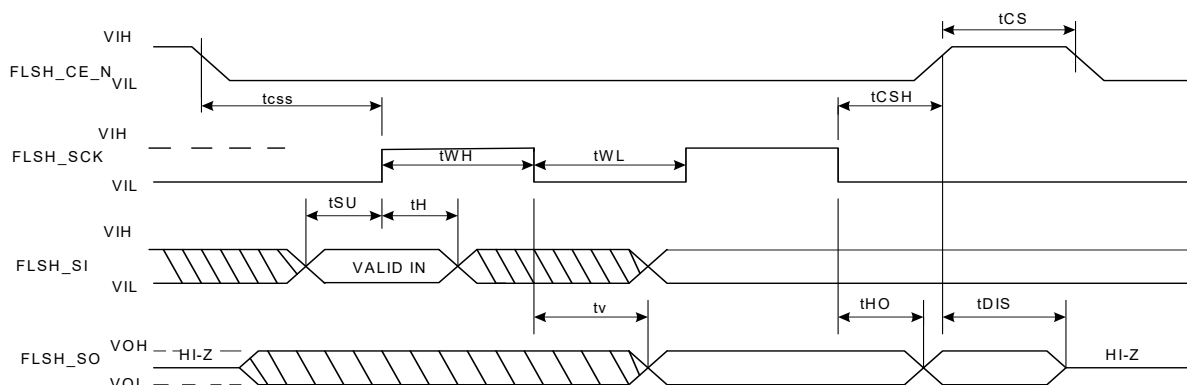 tCS
VIH
FLSH_CE_N
VIL
tcss
tCSH
VIH
FLSH_SCK
tWH
tWL
VIL
tSU
tH
VIH
FLSH_SI
VALID IN
VIL
tv
tHO
tDIS
VOH
FLSH_SO
HI-Z
HI-Z
VOL